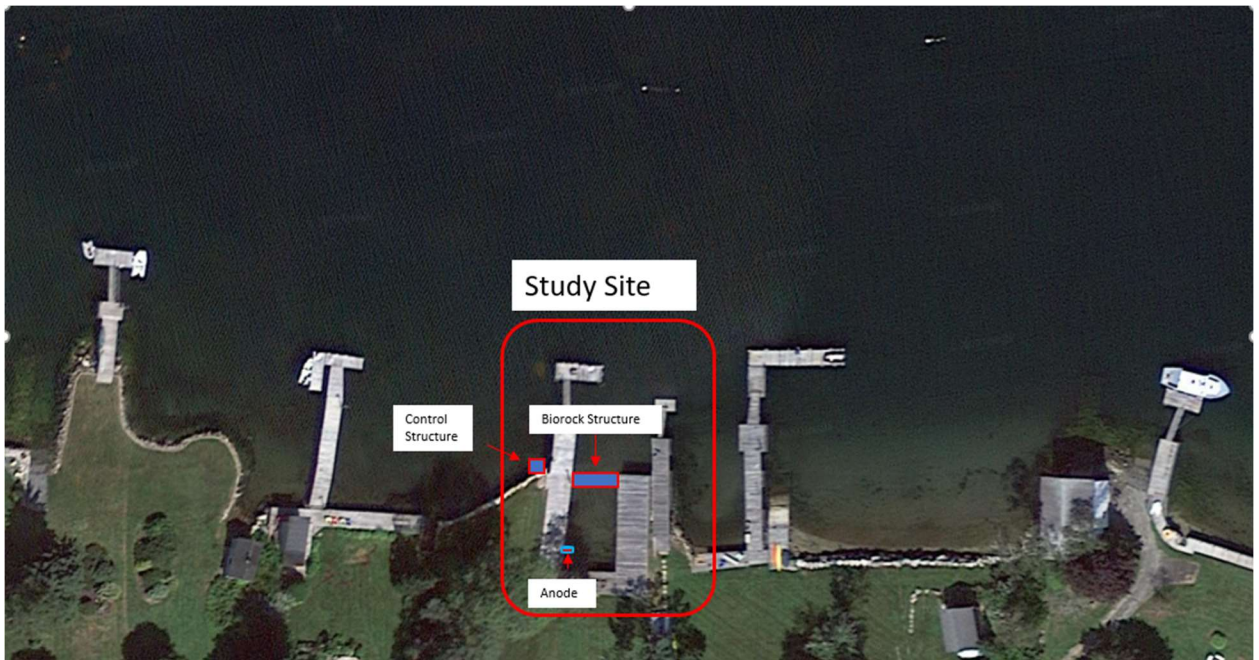 Study Site
Control
Structure
Biorock Structure
Anode